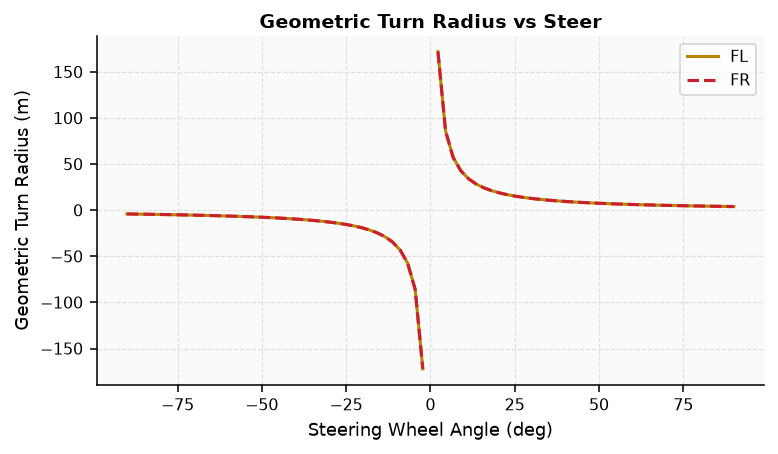 Geometric Turn Radius vs Steer
Geometric Turn Radius (m)
150
100
50
0
−50
−100
−150
FL
FR
−75 −50 −25 0 25 50 75
Steering Wheel Angle (deg)